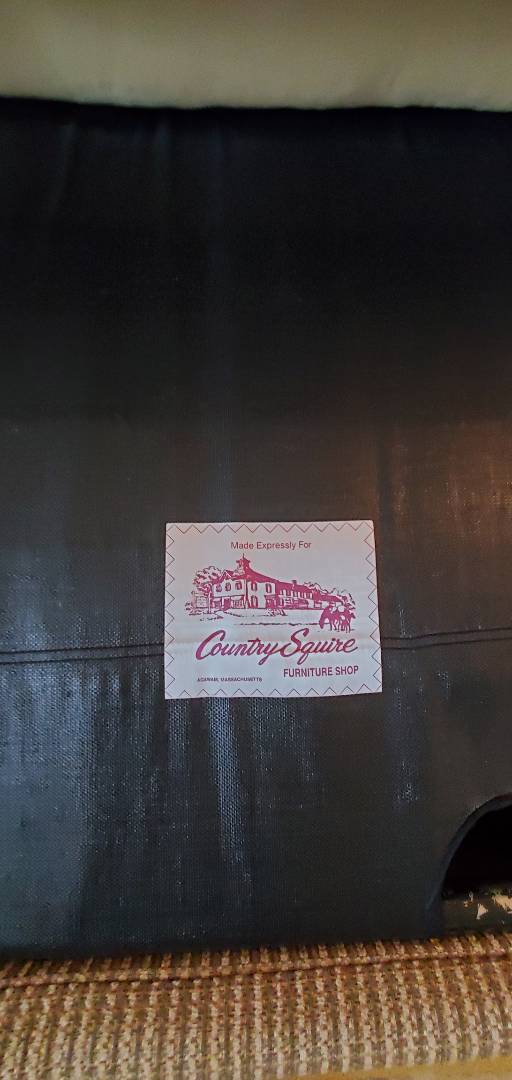 Made Expressly For
Country Squire
FURNITURE SHOP
AGAWAM, MASSACHUSETTS